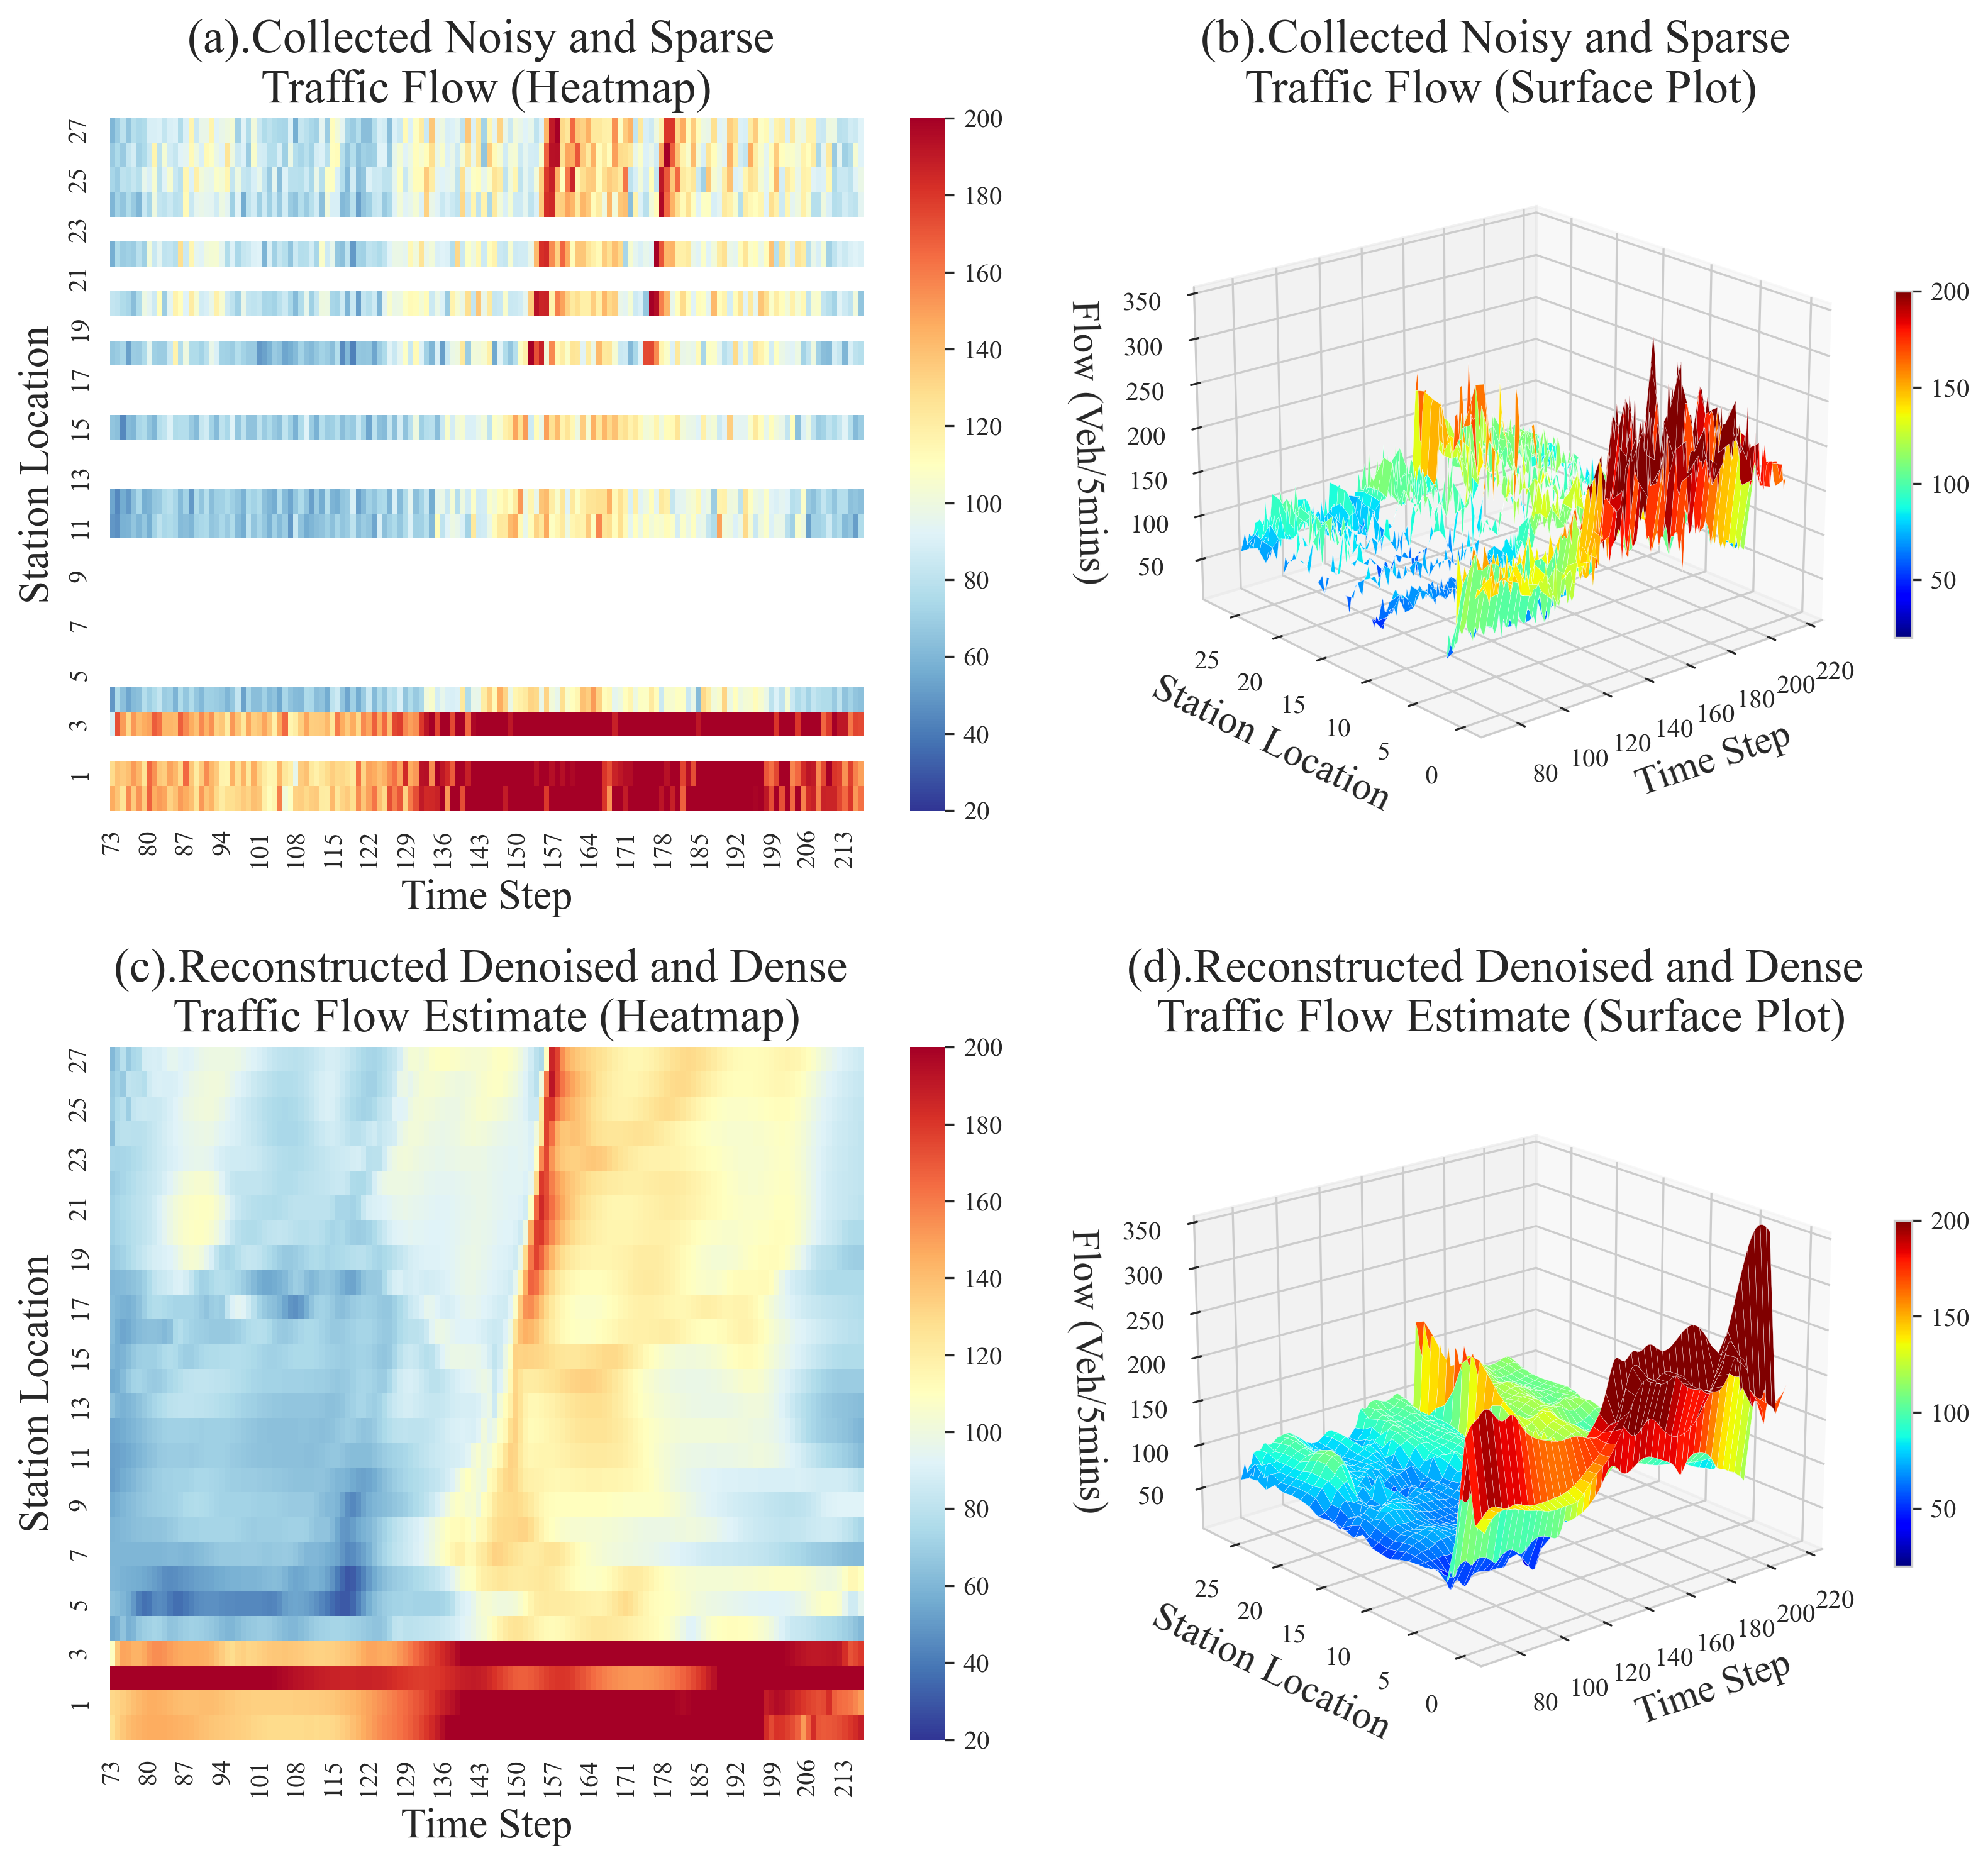 (a).Collected Noisy and Sparse
Traffic Flow (Heatmap)
27
25
23
21
19
17
15
13
11
9
7
5
3
1
Station Location
73 80 87 94 101 108 115 122 129 136 143 150 157 164 171 178 185 192 199 206 213
Time Step
200
180
160
140
120
100
80
60
40
20
(b).Collected Noisy and Sparse
Traffic Flow (Surface Plot)
350
300
250
200
150
100
50
Flow (Veh/5mins)
25 20 15 10 5 0
Station Location
80 100 120 140 160 180 200 220
Time Step
200
150
100
50
(c).Reconstructed Denoised and Dense
Traffic Flow Estimate (Heatmap)
27
25
23
21
19
17
15
13
11
9
7
5
3
1
Station Location
73 80 87 94 101 108 115 122 129 136 143 150 157 164 171 178 185 192 199 206 213
Time Step
200
180
160
140
120
100
80
60
40
20
(d).Reconstructed Denoised and Dense
Traffic Flow Estimate (Surface Plot)
350
300
250
200
150
100
50
Flow (Veh/5mins)
25 20 15 10 5 0
Station Location
80 100 120 140 160 180 200 220
Time Step
200
150
100
50